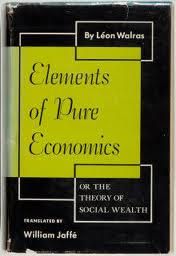 By Léon Walras
Elements
of Pure
Economics
OR THE
THEORY OF
SOCIAL WEALTH
TRANSLATED BY
William Jaffé